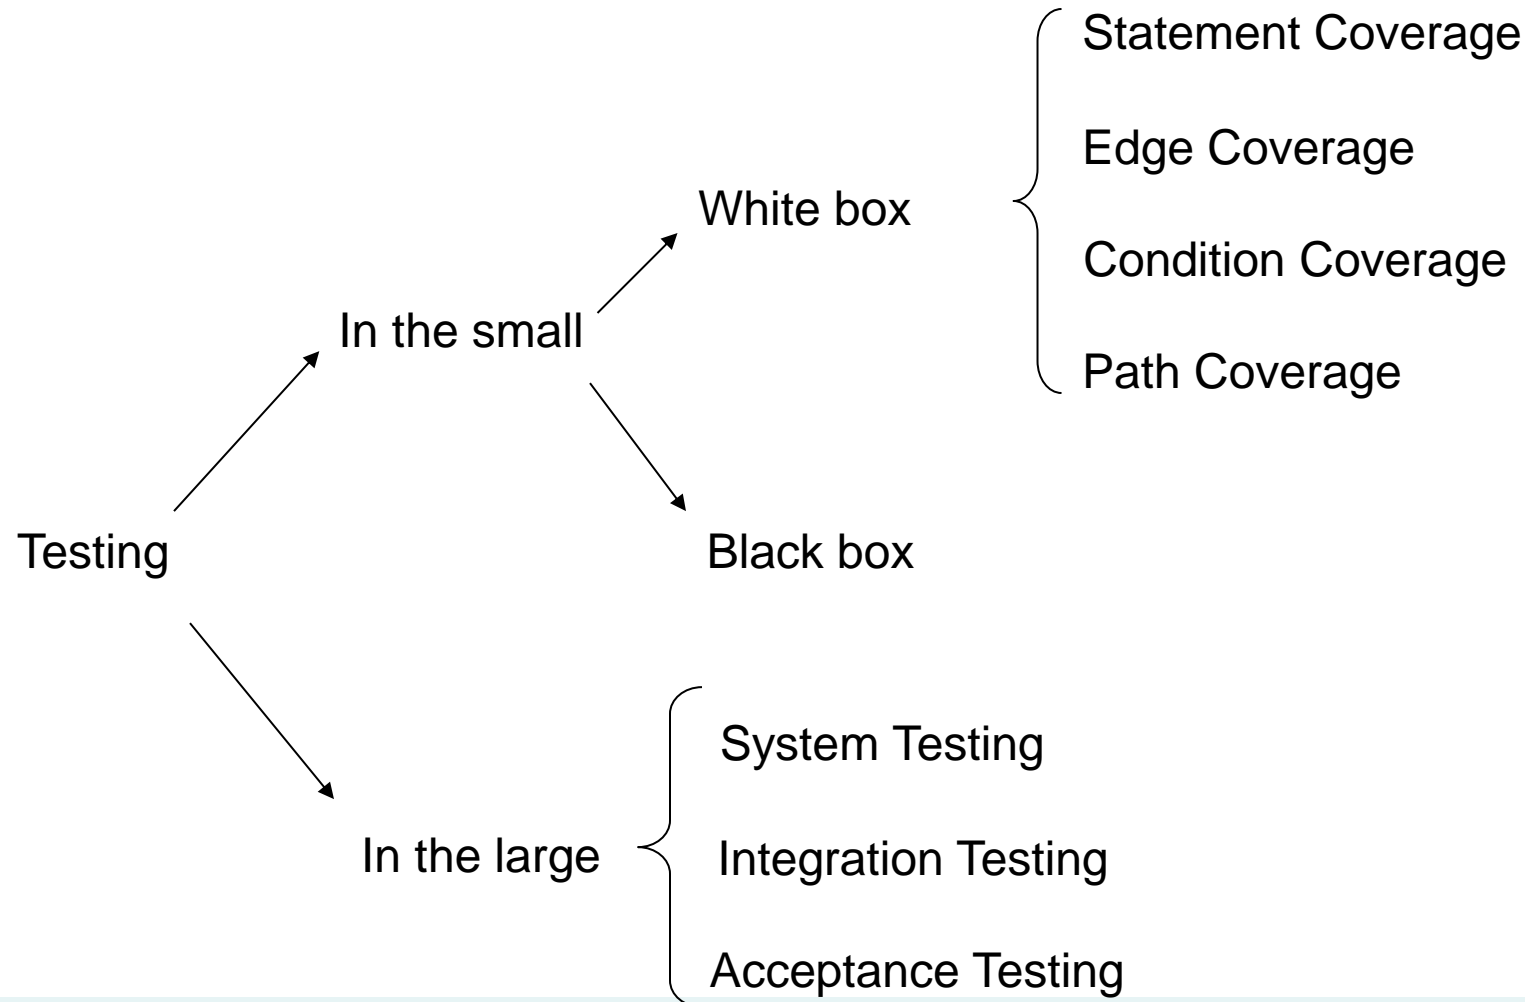 Statement Coverage
Edge Coverage
White box
Condition Coverage
In the small
Path Coverage
Testing
Black box
System Testing
In the large
Integration Testing
Acceptance Testing